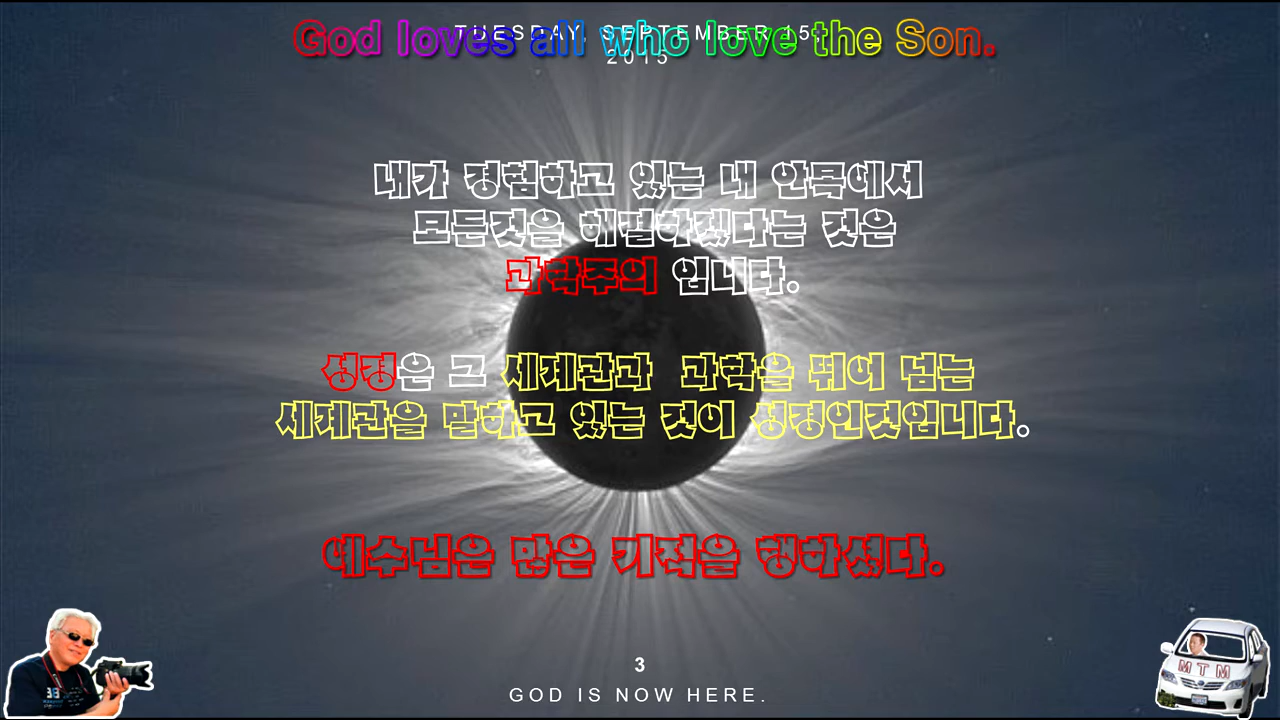 God loves all who love the Son.
TUESDAY, SEPTEMBER 15,
2015
내가 경험하고 있는 내 안목에서
모든것을 해결하겠다는 것은
과학주의 입니다.
성경은 그 세계관과 과학을 뛰어 넘는
세계관을 말하고 있는 것이 성경인것입니다.
예수님은 많은 기적을 행하셨다.
3
GOD IS NOW HERE.
MTM